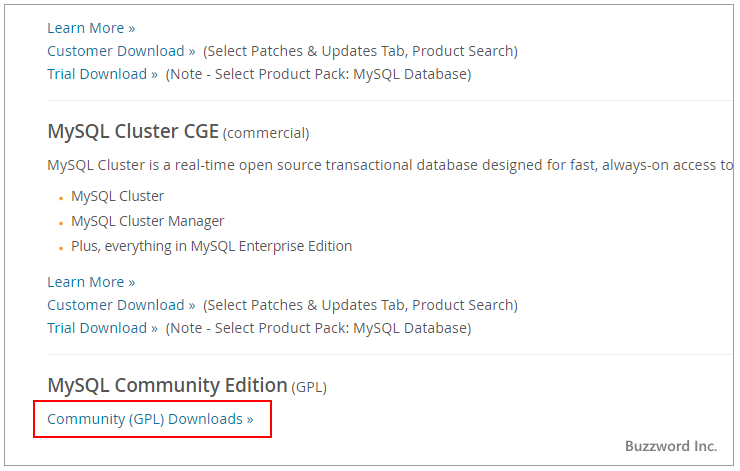 Learn More »
Customer Download » (Select Patches & Updates Tab, Product Search)
Trial Download » (Note - Select Product Pack: MySQL Database)
MySQL Cluster CGE (commercial)
MySQL Cluster is a real-time open source transactional database designed for fast, always-on access to
• MySQL Cluster
• MySQL Cluster Manager
• Plus, everything in MySQL Enterprise Edition
Learn More »
Customer Download » (Select Patches & Updates Tab, Product Search)
Trial Download » (Note - Select Product Pack: MySQL Database)
MySQL Community Edition (GPL)
Community (GPL) Downloads »
Buzzword Inc.